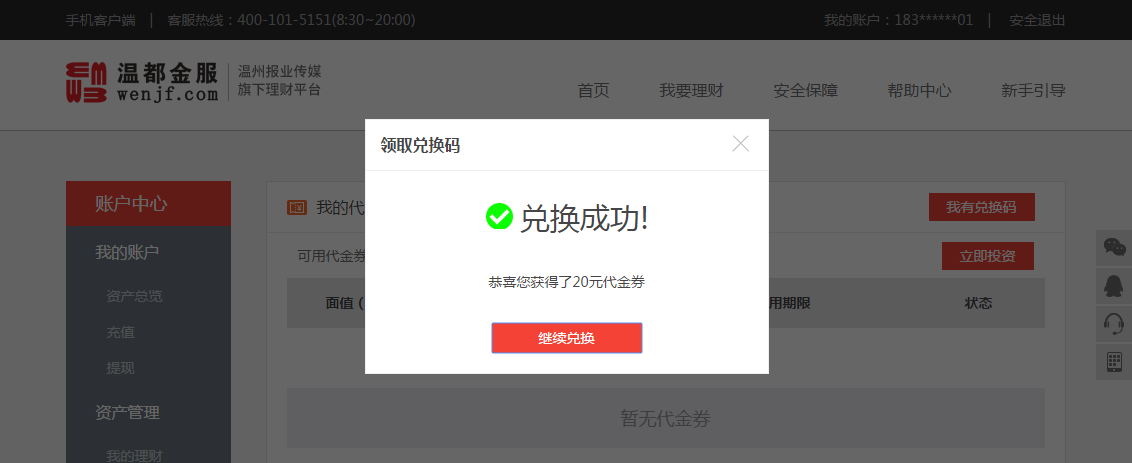 手机客户端 | 客服热线：400-101-5151(8:30~20:00) 我的账户：183******01 | 安全退出
温都金服 温州报业传媒
wenjf.com 旗下理财平台
首页 我要理财 安全保障 帮助中心 新手引导
领取兑换码
账户中心
我的代 我有兑换码
兑换成功!
我的账户
可用代金券 立即投资
恭喜您获得了20元代金券
资产总览
面值 ( 用期限 状态
充值
继续兑换
提现
资产管理
暂无代金券
我的理财